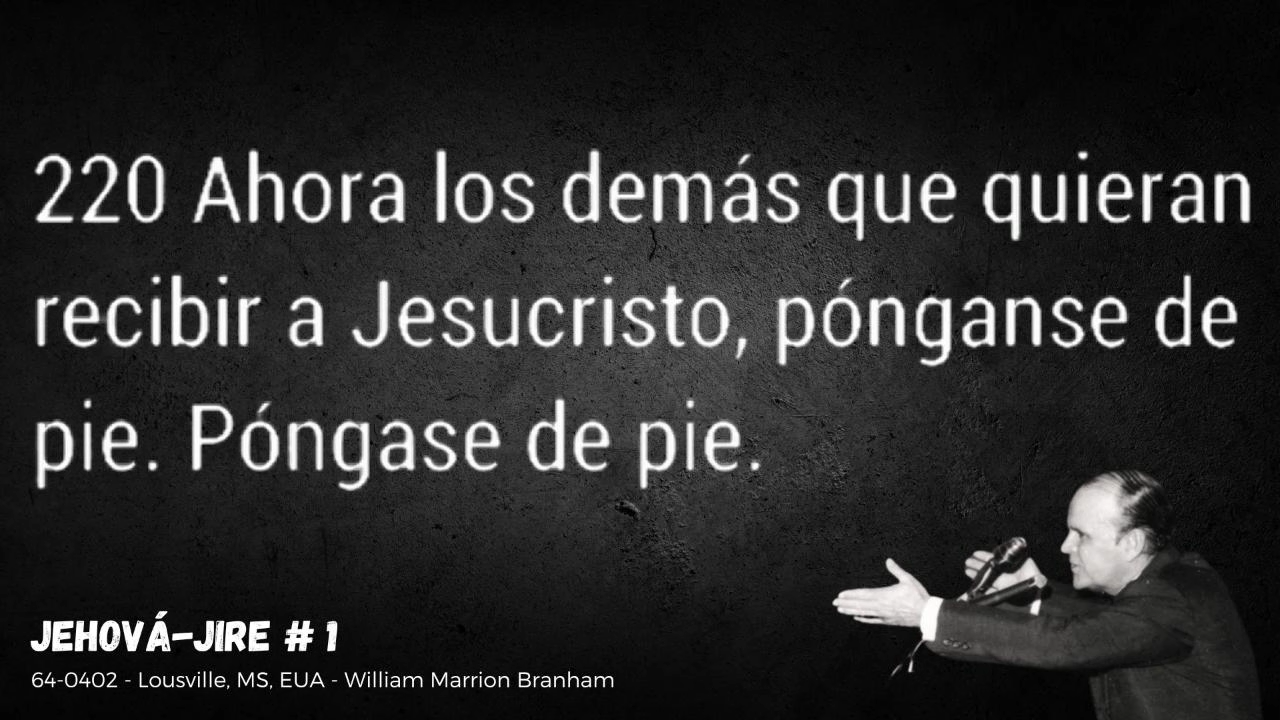 220 Ahora los demás que quieran
recibir a Jesucristo, pónganse de
pie. Póngase de pie.
JEHOVÁ-JIRE # 1
64-0402 - Lousville, MS, EUA - William Marrion Branham